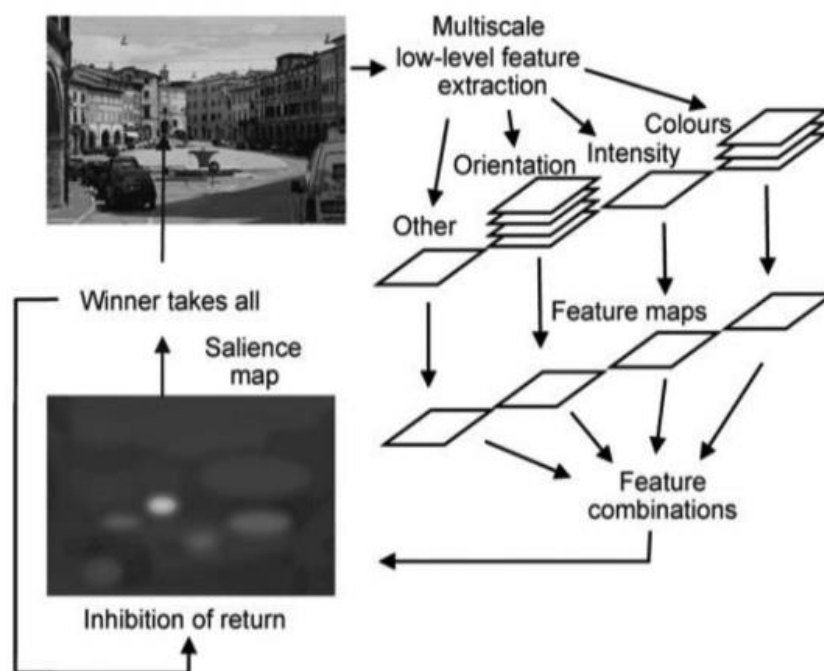 Multiscale
low-level feature
extraction
Colours
Intensity
Orientation
Other
Feature maps
Feature
combinations
Winner takes all
Salience
map
Inhibition of return